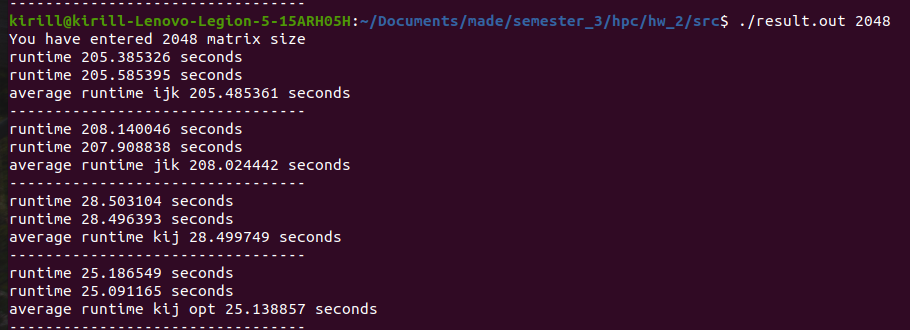 ---------------------------------
kirill@kirill-Lenovo-Legion-5-15ARH05H:~/Documents/made/semester_3/hpc/hw_2/src$ ./result.out 2048
You have entered 2048 matrix size
runtime 205.385326 seconds
runtime 205.585395 seconds
average runtime ijk 205.485361 seconds
---------------------------------
runtime 208.140046 seconds
runtime 207.908838 seconds
average runtime jik 208.024442 seconds
---------------------------------
runtime 28.503104 seconds
runtime 28.496393 seconds
average runtime kij 28.499749 seconds
---------------------------------
runtime 25.186549 seconds
runtime 25.091165 seconds
average runtime kij opt 25.138857 seconds
---------------------------------